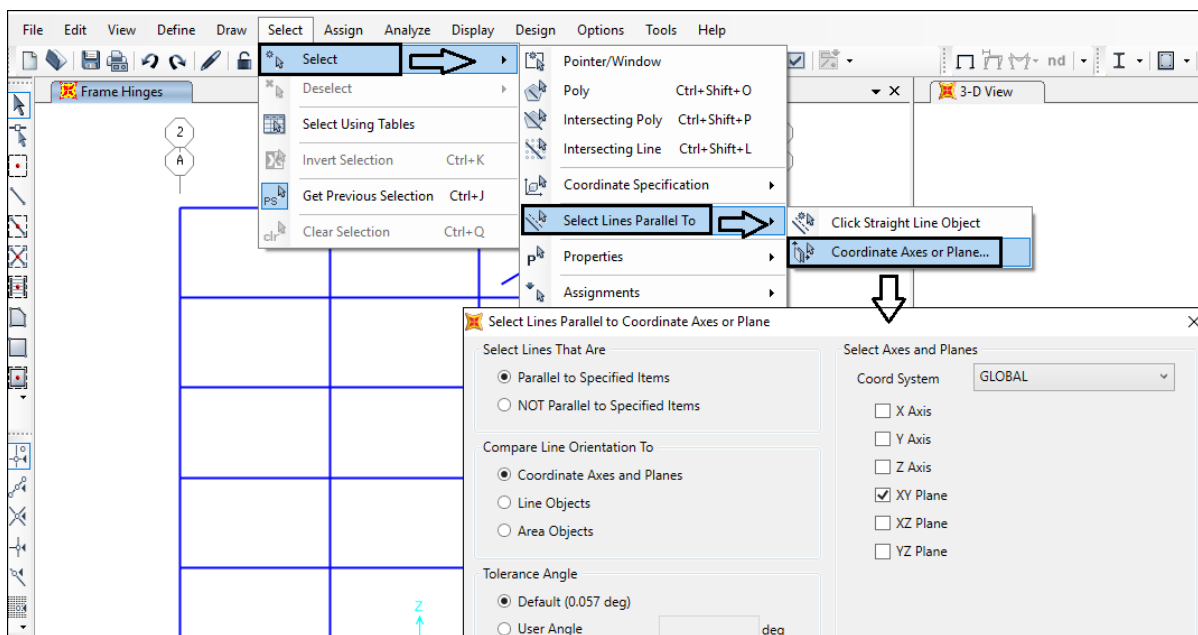 File Edit View Define Draw Select Assign Analyze Display Design Options Tools Help
nd
Select
Deselect
Select Using Tables
Invert Selection Ctrl+K
PS Get Previous Selection Ctrl+J
clr Clear Selection Ctrl+Q
Pointer/Window
Poly Ctrl+Shift+O
Intersecting Poly Ctrl+Shift+P
Intersecting Line Ctrl+Shift+L
Coordinate Specification
Select Lines Parallel To
P Properties
Assignments
Click Straight Line Object
Coordinate Axes or Plane...
Frame Hinges
3-D View
2
A
Z
Select Lines Parallel to Coordinate Axes or Plane
Select Lines That Are
Parallel to Specified Items
NOT Parallel to Specified Items
Compare Line Orientation To
Coordinate Axes and Planes
Line Objects
Area Objects
Tolerance Angle
Default (0.057 deg)
User Angle deg
Select Axes and Planes
Coord System GLOBAL
X Axis
Y Axis
Z Axis
XY Plane
XZ Plane
YZ Plane